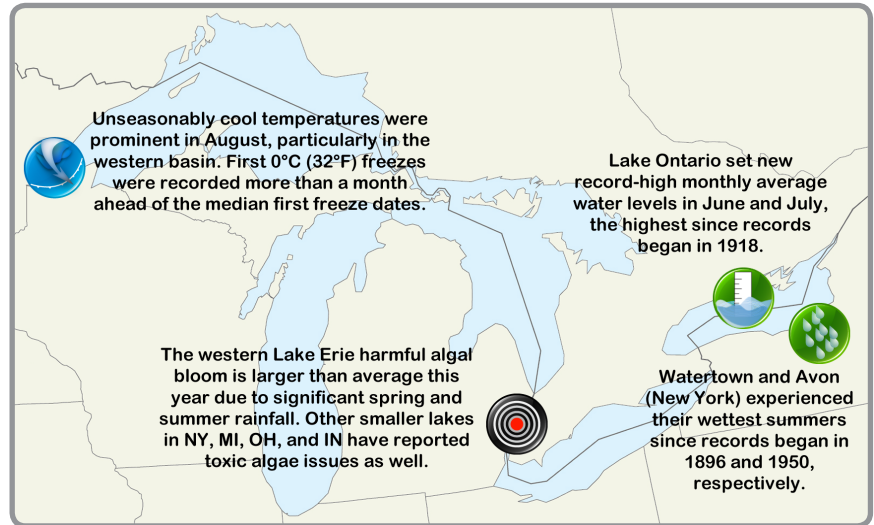 Unseasonably cool temperatures were
prominent in August, particularly in the
western basin. First 0°C (32°F) freezes
were recorded more than a month
ahead of the median first freeze dates.
Lake Ontario set new
record-high monthly average
water levels in June and July,
the highest since records
began in 1918.
The western Lake Erie harmful algal
bloom is larger than average this
year due to significant spring and
summer rainfall. Other smaller lakes
in NY, MI, OH, and IN have reported
toxic algae issues as well.
Watertown and Avon
(New York) experienced
their wettest summers
since records began in
1896 and 1950,
respectively.